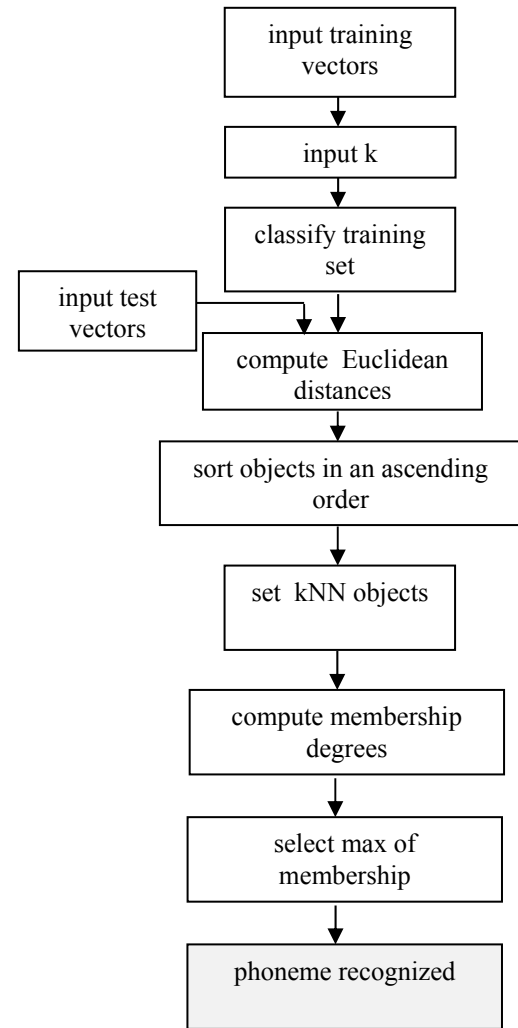 input training
vectors
input k
classify training
set
input test
vectors
compute Euclidean
distances
sort objects in an ascending
order
set kNN objects
compute membership
degrees
select max of
membership
phoneme recognized